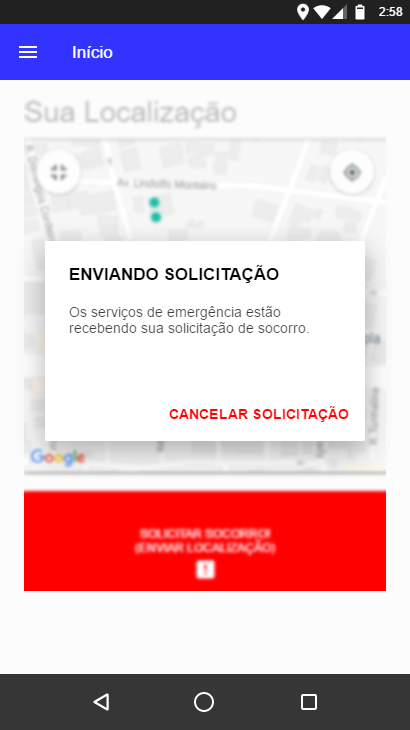 2:58
Início
Sua Localização
Av. Lindolfo Monteiro
ENVIANDO SOLICITAÇÃO
Os serviços de emergência estão
recebendo sua solicitação de socorro.
CANCELAR SOLICITAÇÃO
Google
SOLICITAR SOCORRO!
(ENVIAR LOCALIZAÇÃO)